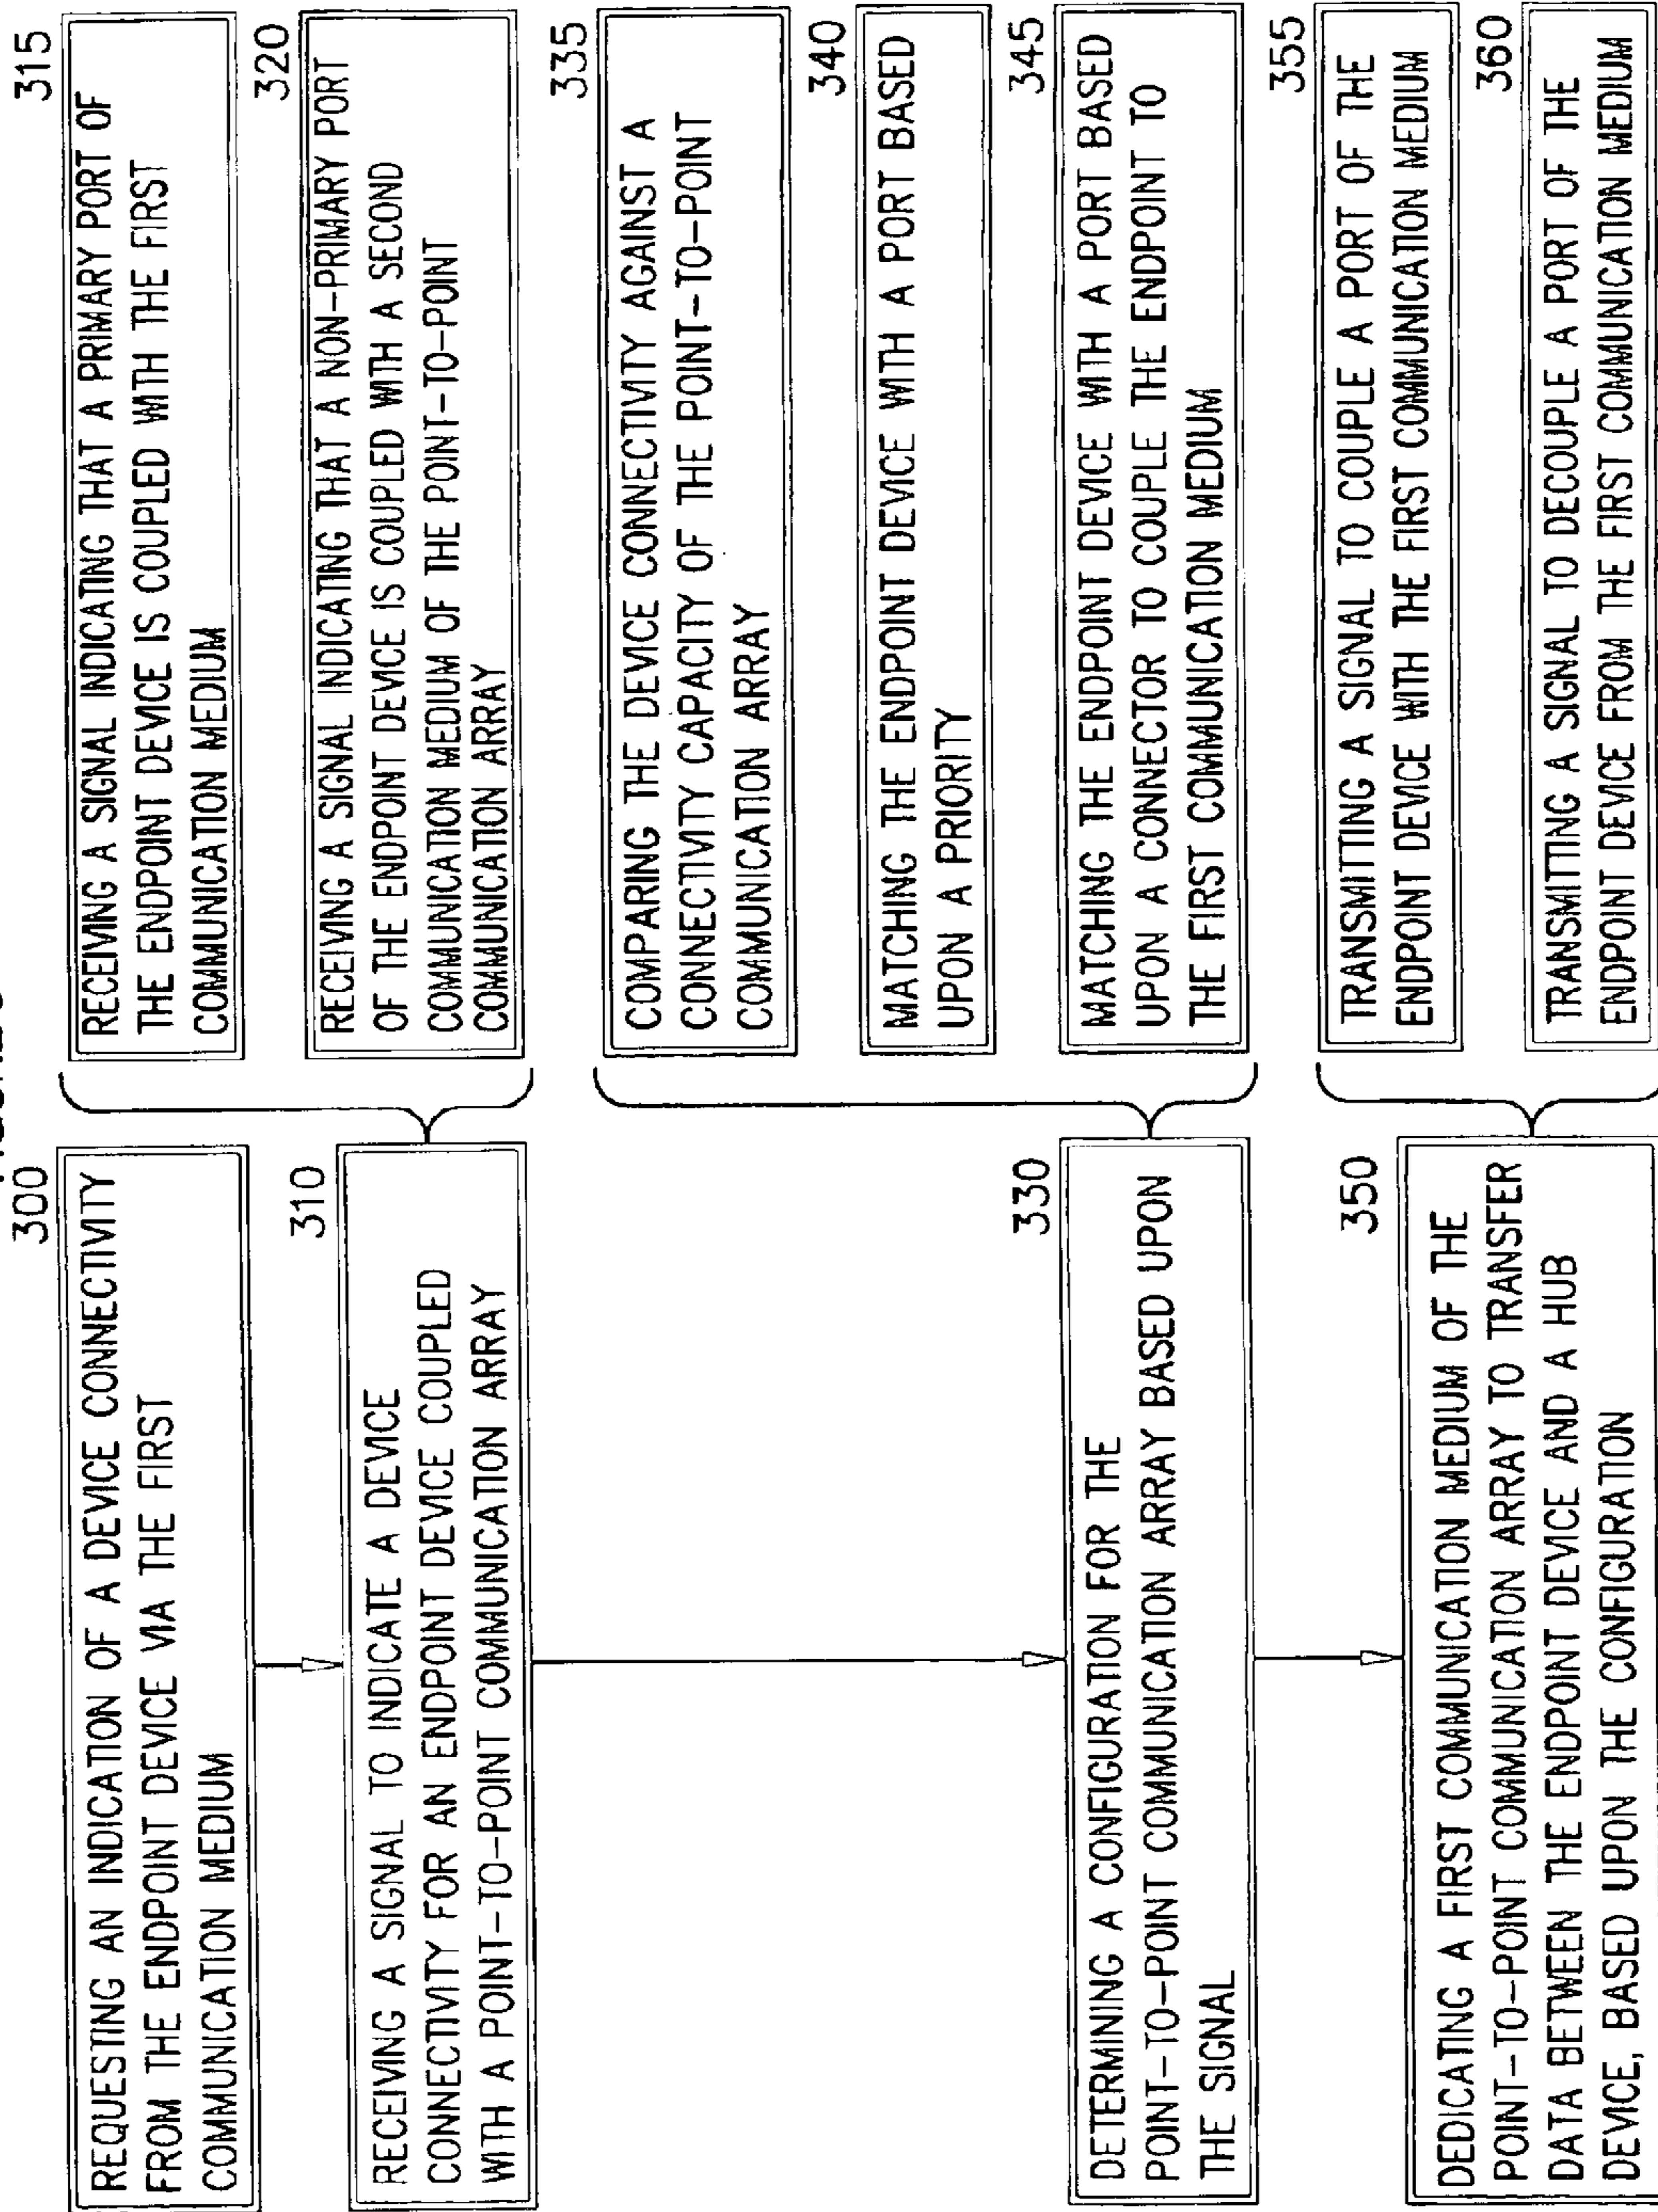 300
REQUESTING AN INDICATION OF A DEVICE CONNECTIVITY
FROM THE ENDPOINT DEVICE VIA THE FIRST
COMMUNICATION MEDIUM
310
RECEIVING A SIGNAL TO INDICATE A DEVICE
CONNECTIVITY FOR AN ENDPOINT DEVICE COUPLED
WITH A POINT-TO-POINT COMMUNICATION ARRAY
315
RECEIVING A SIGNAL INDICATING THAT A PRIMARY PORT OF
THE ENDPOINT DEVICE IS COUPLED WITH THE FIRST
COMMUNICATION MEDIUM
320
RECEIVING A SIGNAL INDICATING THAT A NON-PRIMARY PORT
OF THE ENDPOINT DEVICE IS COUPLED WITH A SECOND
COMMUNICATION MEDIUM OF THE POINT-TO-POINT
COMMUNICATION ARRAY
330
DETERMINING A CONFIGURATION FOR THE
POINT-TO-POINT COMMUNICATION ARRAY BASED UPON
THE SIGNAL
335
COMPARING THE DEVICE CONNECTIVITY AGAINST A
CONNECTIVITY CAPACITY OF THE POINT-TO-POINT
COMMUNICATION ARRAY
340
MATCHING THE ENDPOINT DEVICE WITH A PORT BASED
UPON A PRIORITY
345
MATCHING THE ENDPOINT DEVICE WITH A PORT BASED
UPON A CONNECTOR TO COUPLE THE ENDPOINT TO
THE FIRST COMMUNICATION MEDIUM
350
DEDICATING A FIRST COMMUNICATION MEDIUM OF THE
POINT-TO-POINT COMMUNICATION ARRAY TO TRANSFER
DATA BETWEEN THE ENDPOINT DEVICE AND A HUB
DEVICE, BASED UPON THE CONFIGURATION
355
TRANSMITTING A SIGNAL TO COUPLE A PORT OF THE
ENDPOINT DEVICE WITH THE FIRST COMMUNICATION MEDIUM
360
TRANSMITTING A SIGNAL TO DECOUPLE A PORT OF THE
ENDPOINT DEVICE FROM THE FIRST COMMUNICATION MEDIUM